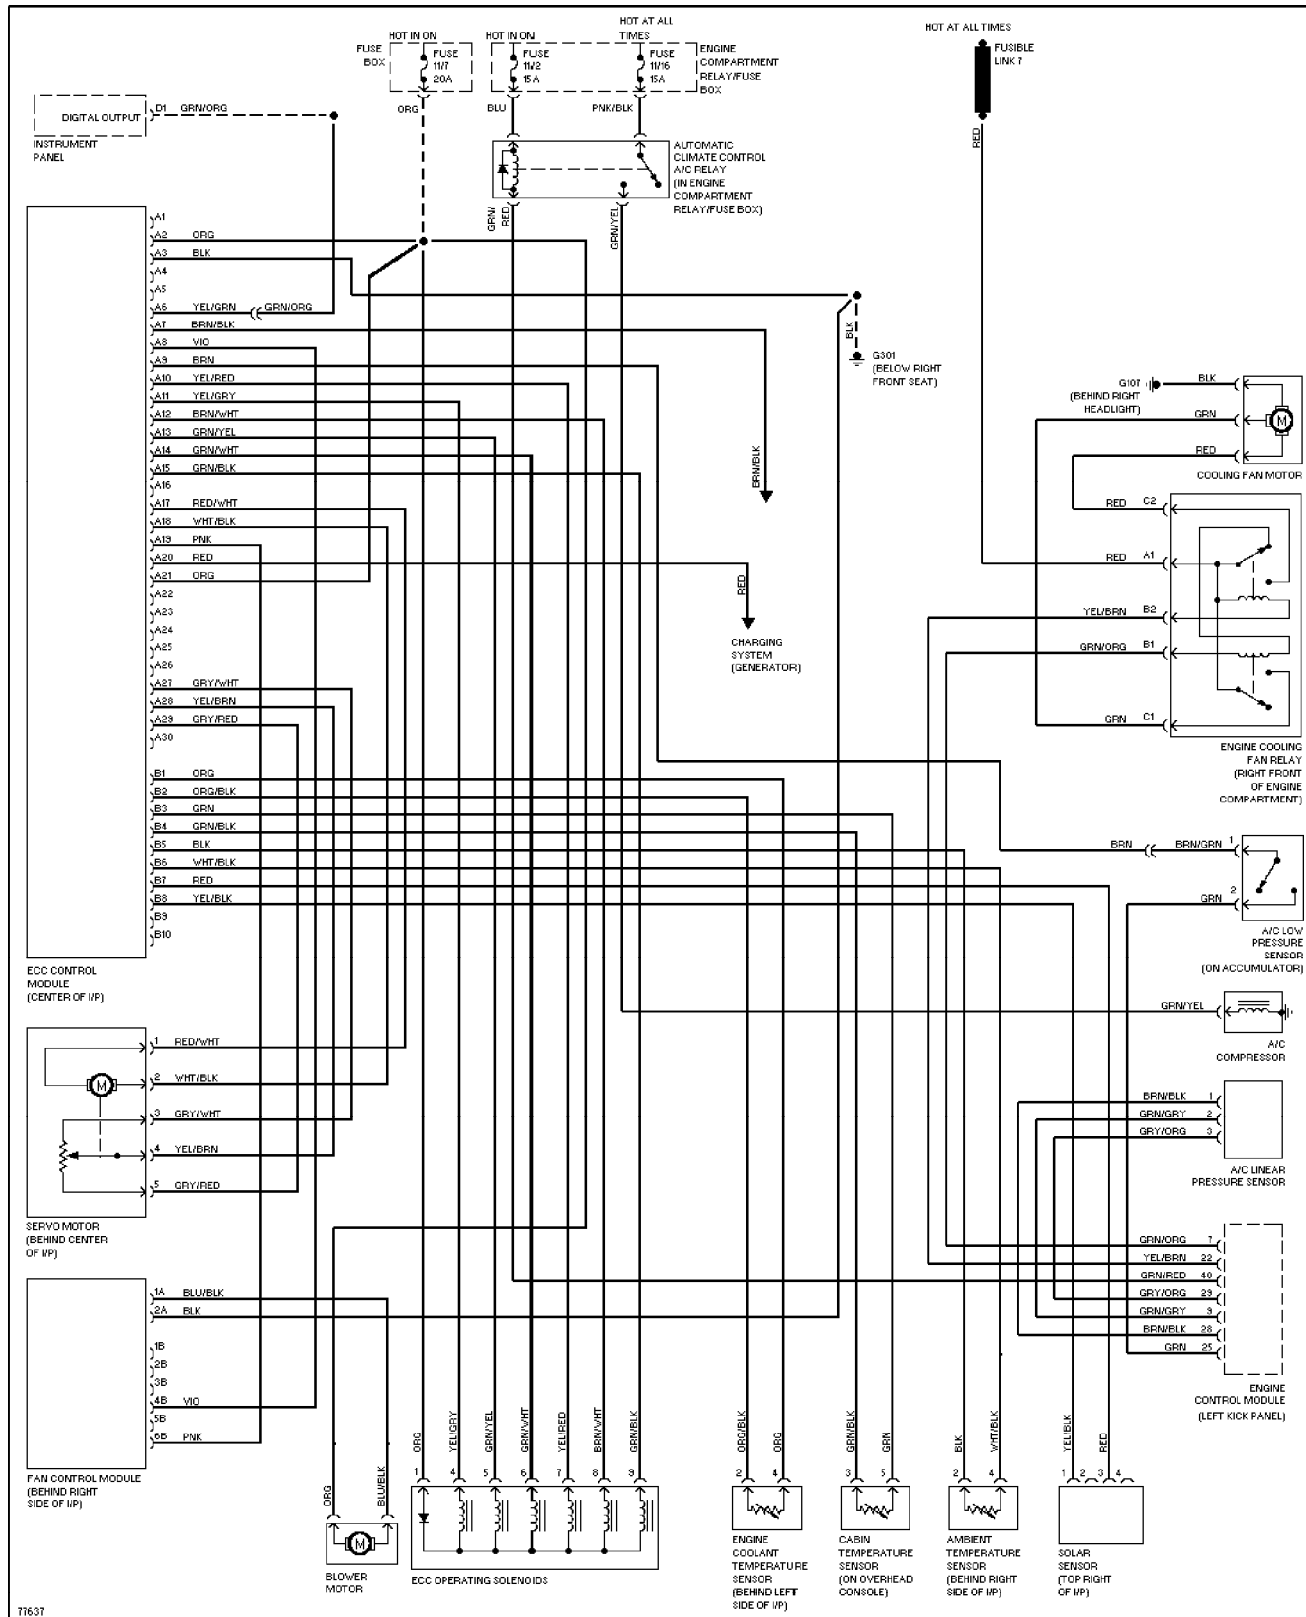 HOT AT ALL
TIMES
HOT IN ON
HOT IN ON
HOT AT ALL TIMES
FUSE
BOX
FUSE
11/7
20A
FUSE
11/2
15A
FUSE
11/16
15A
ENGINE
COMPARTMENT
RELAY/FUSE
BOX
FUSIBLE
LINK 7
ORG
BLU
PNK/BLK
RED
DIGITAL OUTPUT
D1 GRN/ORG
INSTRUMENT
PANEL
AUTOMATIC
CLIMATE CONTROL
A/C RELAY
(IN ENGINE
COMPARTMENT
RELAY/FUSE BOX)
GRN/
RED
GRN/YEL
A1
A2 ORG
A3 BLK
A4
A5
A6 YEL/GRN GRN/ORG
A7 BRN/BLK
A8 VIO
A9 BRN
A10 YEL/RED
A11 YEL/GRY
A12 BRN/WHT
A13 GRN/YEL
A14 GRN/WHT
A15 GRN/BLK
A16
A17 RED/WHT
A18 WHT/BLK
A19 PNK
A20 RED
A21 ORG
A22
A23
A24
A25
A26
A27 GRY/WHT
A28 YEL/BRN
A29 GRY/RED
A30
B1 ORG
B2 ORG/BLK
B3 GRN
B4 GRN/BLK
B5 BLK
B6 WHT/BLK
B7 RED
B8 YEL/BLK
B9
B10
ECC CONTROL
MODULE
(CENTER OF I/P)
BLK
G301
(BELOW RIGHT
FRONT SEAT)
BRN/BLK
RED
CHARGING
SYSTEM
(GENERATOR)
G107
(BEHIND RIGHT
HEADLIGHT)
BLK
GRN
RED
M
COOLING FAN MOTOR
RED C2
RED A1
YEL/BRN B2
GRN/ORG B1
GRN C1
ENGINE COOLING
FAN RELAY
(RIGHT FRONT
OF ENGINE
COMPARTMENT)
BRN BRN/GRN 1
GRN 2
A/C LOW
PRESSURE
SENSOR
(ON ACCUMULATOR)
GRN/YEL
A/C
COMPRESSOR
BRN/BLK 1
GRN/GRY 2
GRY/ORG 3
A/C LINEAR
PRESSURE SENSOR
GRN/ORG 7
YEL/BRN 22
GRN/RED 40
GRY/ORG 29
GRN/GRY 9
BRN/BLK 28
GRN 25
ENGINE
CONTROL MODULE
(LEFT KICK PANEL)
1 RED/WHT
2 WHT/BLK
3 GRY/WHT
4 YEL/BRN
5 GRY/RED
M
SERVO MOTOR
(BEHIND CENTER
OF I/P)
1A BLU/BLK
2A BLK
1B
2B
3B
4B VIO
5B
6B PNK
FAN CONTROL MODULE
(BEHIND RIGHT
SIDE OF I/P)
ORG
BLU/BLK
M
BLOWER
MOTOR
ORG
YEL/GRY
GRN/YEL
GRN/WHT
YEL/RED
BRN/WHT
GRN/BLK
1 4 5 6 7 8 9
ECC OPERATING SOLENOIDS
ORG/BLK
ORG
2 4
ENGINE
COOLANT
TEMPERATURE
SENSOR
(BEHIND LEFT
SIDE OF I/P)
GRN/BLK
GRN
3 5
CABIN
TEMPERATURE
SENSOR
(ON OVERHEAD
CONSOLE)
BLK
WHT/BLK
2 4
AMBIENT
TEMPERATURE
SENSOR
(BEHIND RIGHT
SIDE OF I/P)
YEL/BLK
RED
1 2 3 4
SOLAR
SENSOR
(TOP RIGHT
OF I/P)
77637